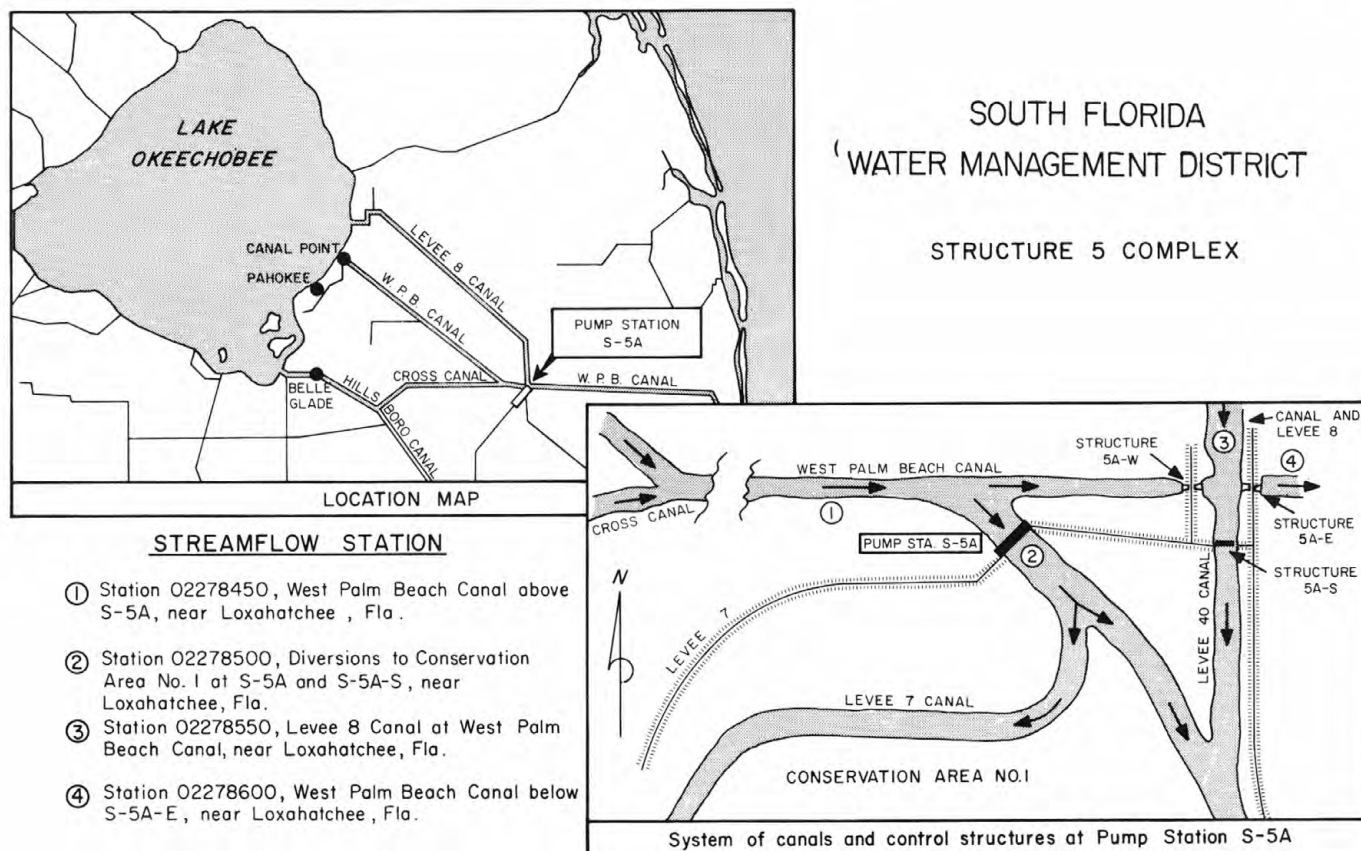 SOUTH FLORIDA
WATER MANAGEMENT DISTRICT
STRUCTURE 5 COMPLEX
LAKE
OKEECHOBEE
CANAL POINT
PAHOKEE
LEVEE 8 CANAL
W. P. B. CANAL
PUMP STATION
S-5A
CROSS CANAL
W. P. B. CANAL
BELLE
GLADE
HILLSBORO CANAL
LOCATION MAP
STREAMFLOW STATION
① Station 02278450, West Palm Beach Canal above
S-5A, near Loxahatchee, Fla.
② Station 02278500, Diversions to Conservation
Area No. 1 at S-5A and S-5A-S, near
Loxahatchee, Fla.
③ Station 02278550, Levee 8 Canal at West Palm
Beach Canal, near Loxahatchee, Fla.
④ Station 02278600, West Palm Beach Canal below
S-5A-E, near Loxahatchee, Fla.
CROSS CANAL
WEST PALM BEACH CANAL
①
STRUCTURE
5A-W
③
CANAL AND
LEVEE 8
④
PUMP STA. S-5A
②
STRUCTURE
5A-E
STRUCTURE
5A-S
N
LEVEE 7
LEVEE 40 CANAL
LEVEE 7 CANAL
CONSERVATION AREA NO.1
System of canals and control structures at Pump Station S-5A